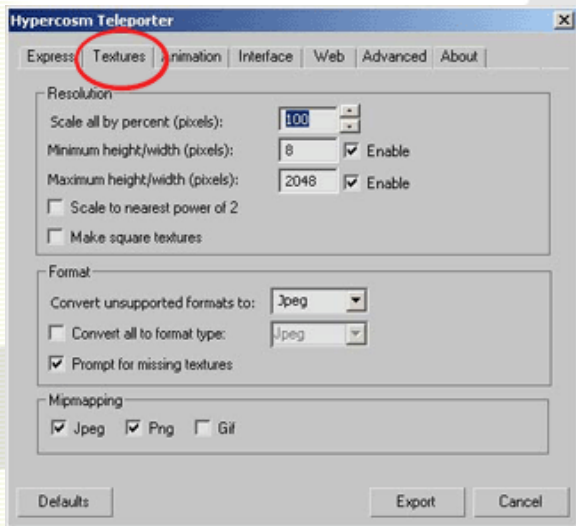 Hypercosm Teleporter
Express Textures Animation Interface Web Advanced About
Resolution
Scale all by percent (pixels): 100
Minimum height/width (pixels): 8 Enable
Maximum height/width (pixels): 2048 Enable
Scale to nearest power of 2
Make square textures
Format
Convert unsupported formats to: Jpeg
Convert all to format type: Jpeg
Prompt for missing textures
Mipmapping
Jpeg Png Gif
Defaults Export Cancel